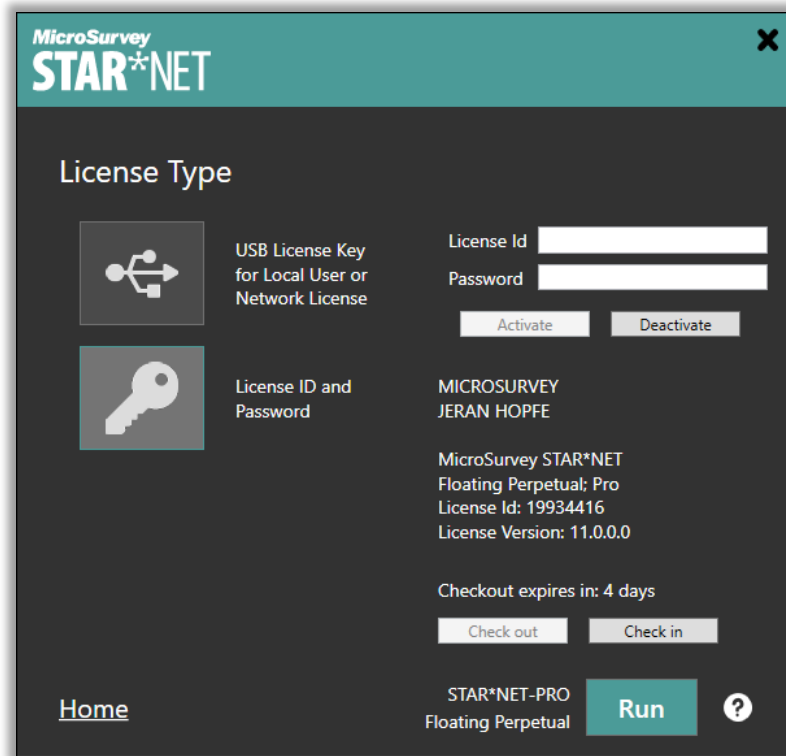 MicroSurvey
STAR*NET
License Type
USB License Key
for Local User or
Network License
License Id
Password
Activate
Deactivate
License ID and
Password
MICROSURVEY
JERAN HOPFE
MicroSurvey STAR*NET
Floating Perpetual; Pro
License Id: 19934416
License Version: 11.0.0.0
Checkout expires in: 4 days
Check out
Check in
Home
STAR*NET-PRO
Floating Perpetual
Run
?